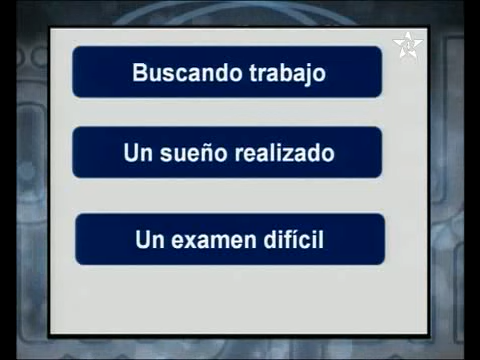 Buscando trabajo
Un sueño realizado
Un examen difícil